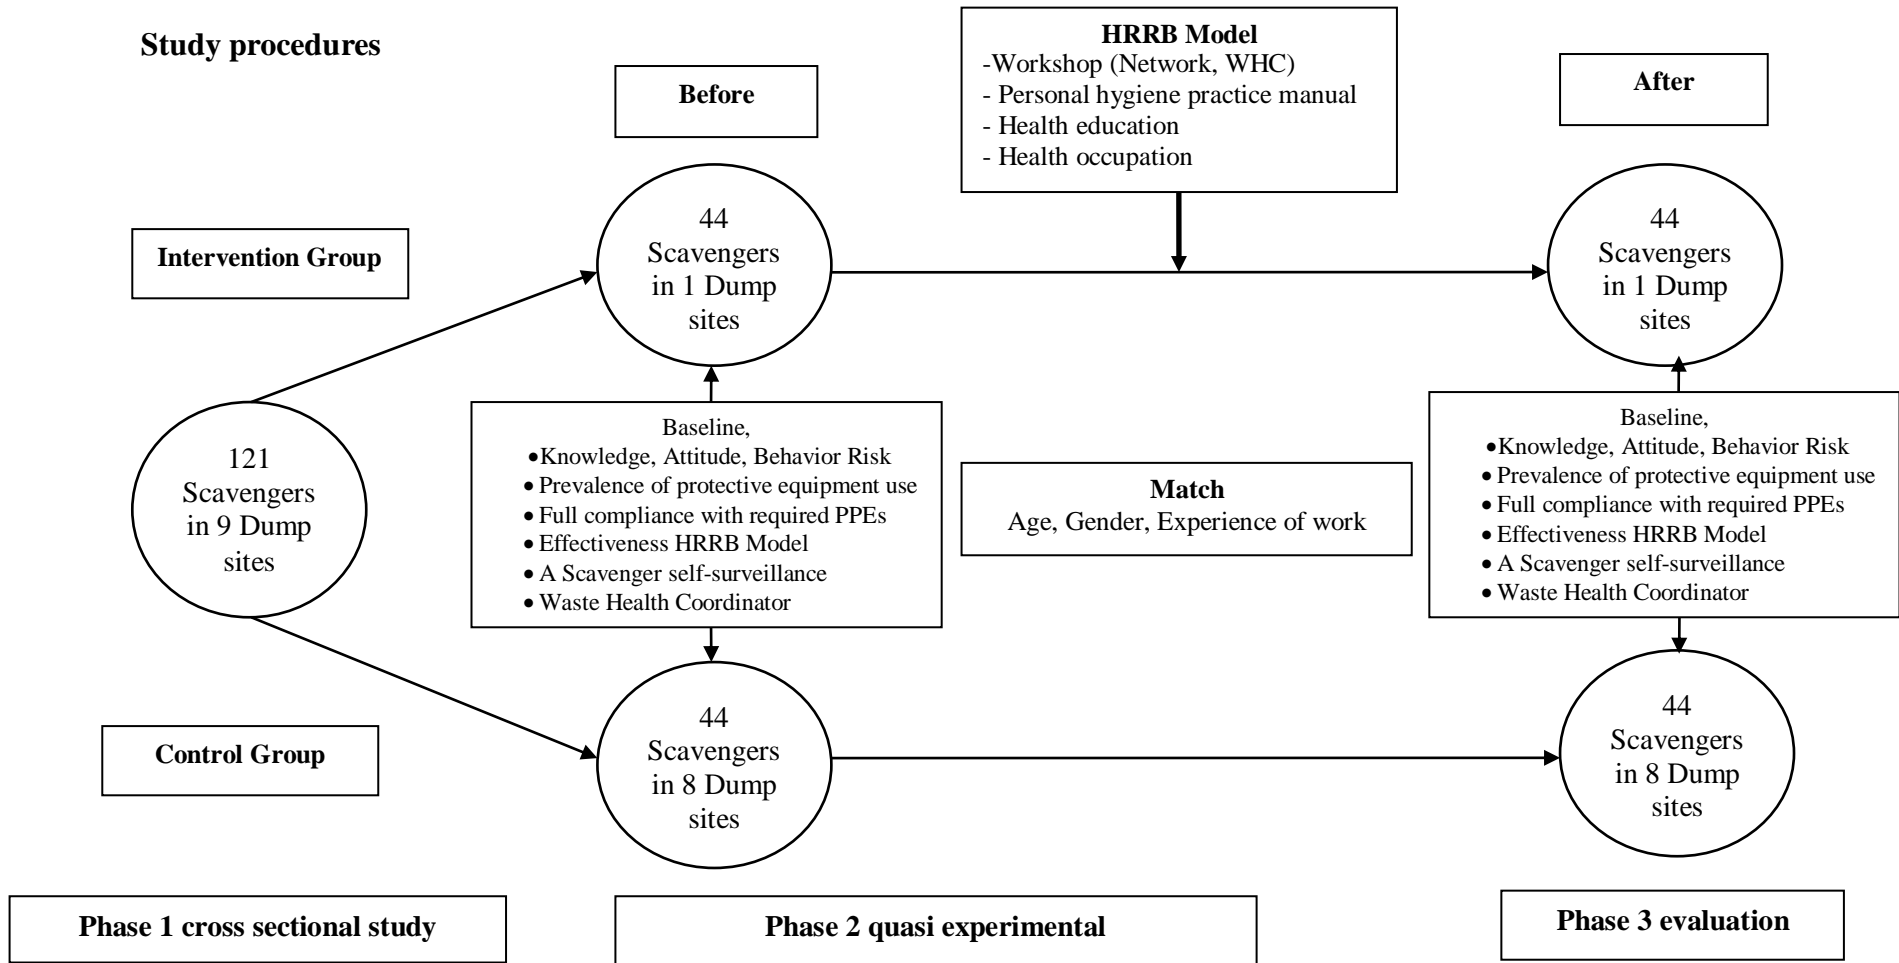 Study procedures
Before
HRRB Model
-Workshop (Network, WHC)
- Personal hygiene practice manual
- Health education
- Health occupation
After
Intervention Group
44
Scavengers
in 1 Dump
sites
44
Scavengers
in 1 Dump
sites
121
Scavengers
in 9 Dump
sites
Baseline,
•Knowledge, Attitude, Behavior Risk
• Prevalence of protective equipment use
• Full compliance with required PPEs
• Effectiveness HRRB Model
• A Scavenger self-surveillance
• Waste Health Coordinator
Match
Age, Gender, Experience of work
Baseline,
•Knowledge, Attitude, Behavior Risk
• Prevalence of protective equipment use
• Full compliance with required PPEs
• Effectiveness HRRB Model
• A Scavenger self-surveillance
• Waste Health Coordinator
Control Group
44
Scavengers
in 8 Dump
sites
44
Scavengers
in 8 Dump
sites
Phase 1 cross sectional study
Phase 2 quasi experimental
Phase 3 evaluation